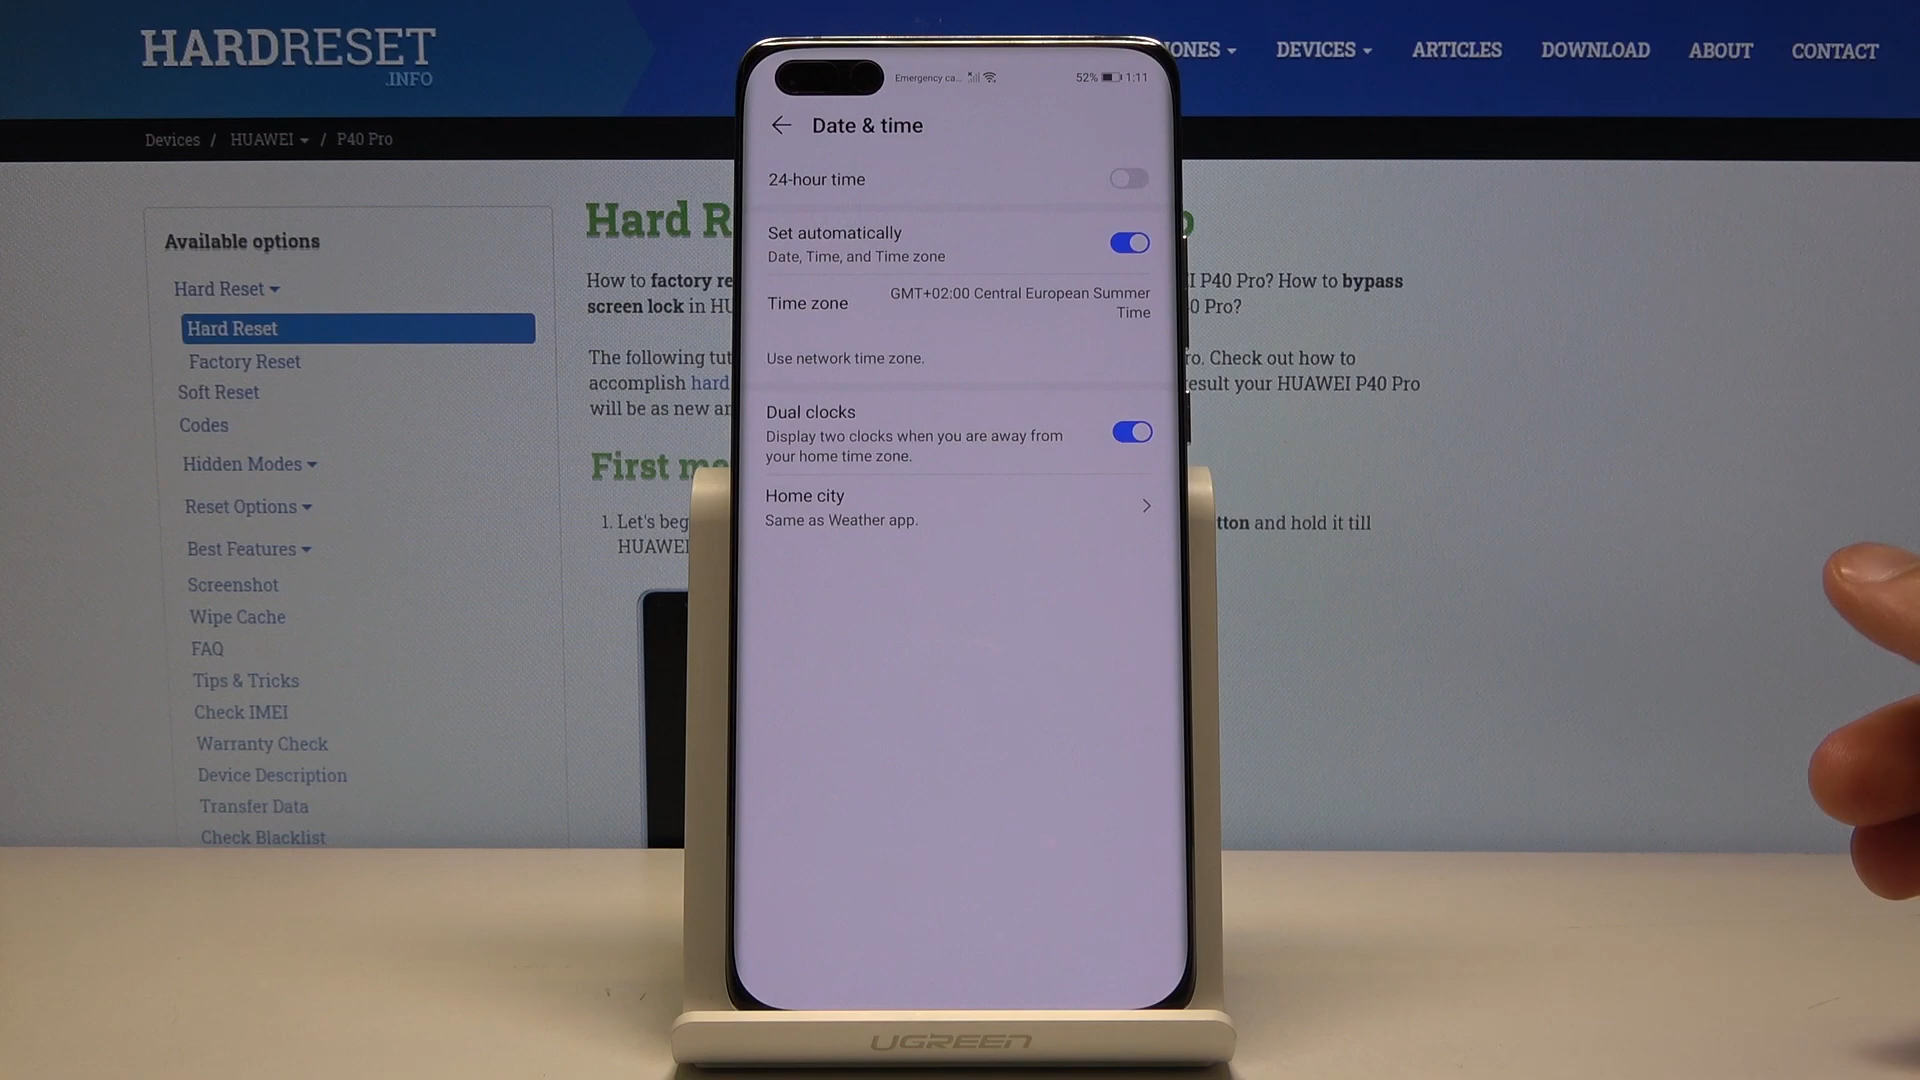 HARDRESET
.INFO
ONES
DEVICES
ARTICLES
DOWNLOAD
ABOUT
CONTACT
Devices / HUAWEI / P40 Pro
Available options
Hard Reset
Hard Reset
Factory Reset
Soft Reset
Codes
Hidden Modes
Reset Options
Best Features
Screenshot
Wipe Cache
FAQ
Tips & Tricks
Check IMEI
Warranty Check
Device Description
Transfer Data
Check Blacklist
Hard R
How to factory re
I P40 Pro? How to bypass
screen lock in HU
0 Pro?
The following tut
ro. Check out how to
accomplish hard
esult your HUAWEI P40 Pro
will be as new an
First me
1. Let's beg
tton and hold it till
HUAWEI
Emergency ca...
52% 1:11
Date & time
24-hour time
Set automatically
Date, Time, and Time zone
Time zone
GMT+02:00 Central European Summer
Time
Use network time zone.
Dual clocks
Display two clocks when you are away from
your home time zone.
Home city
Same as Weather app.
UGREEN